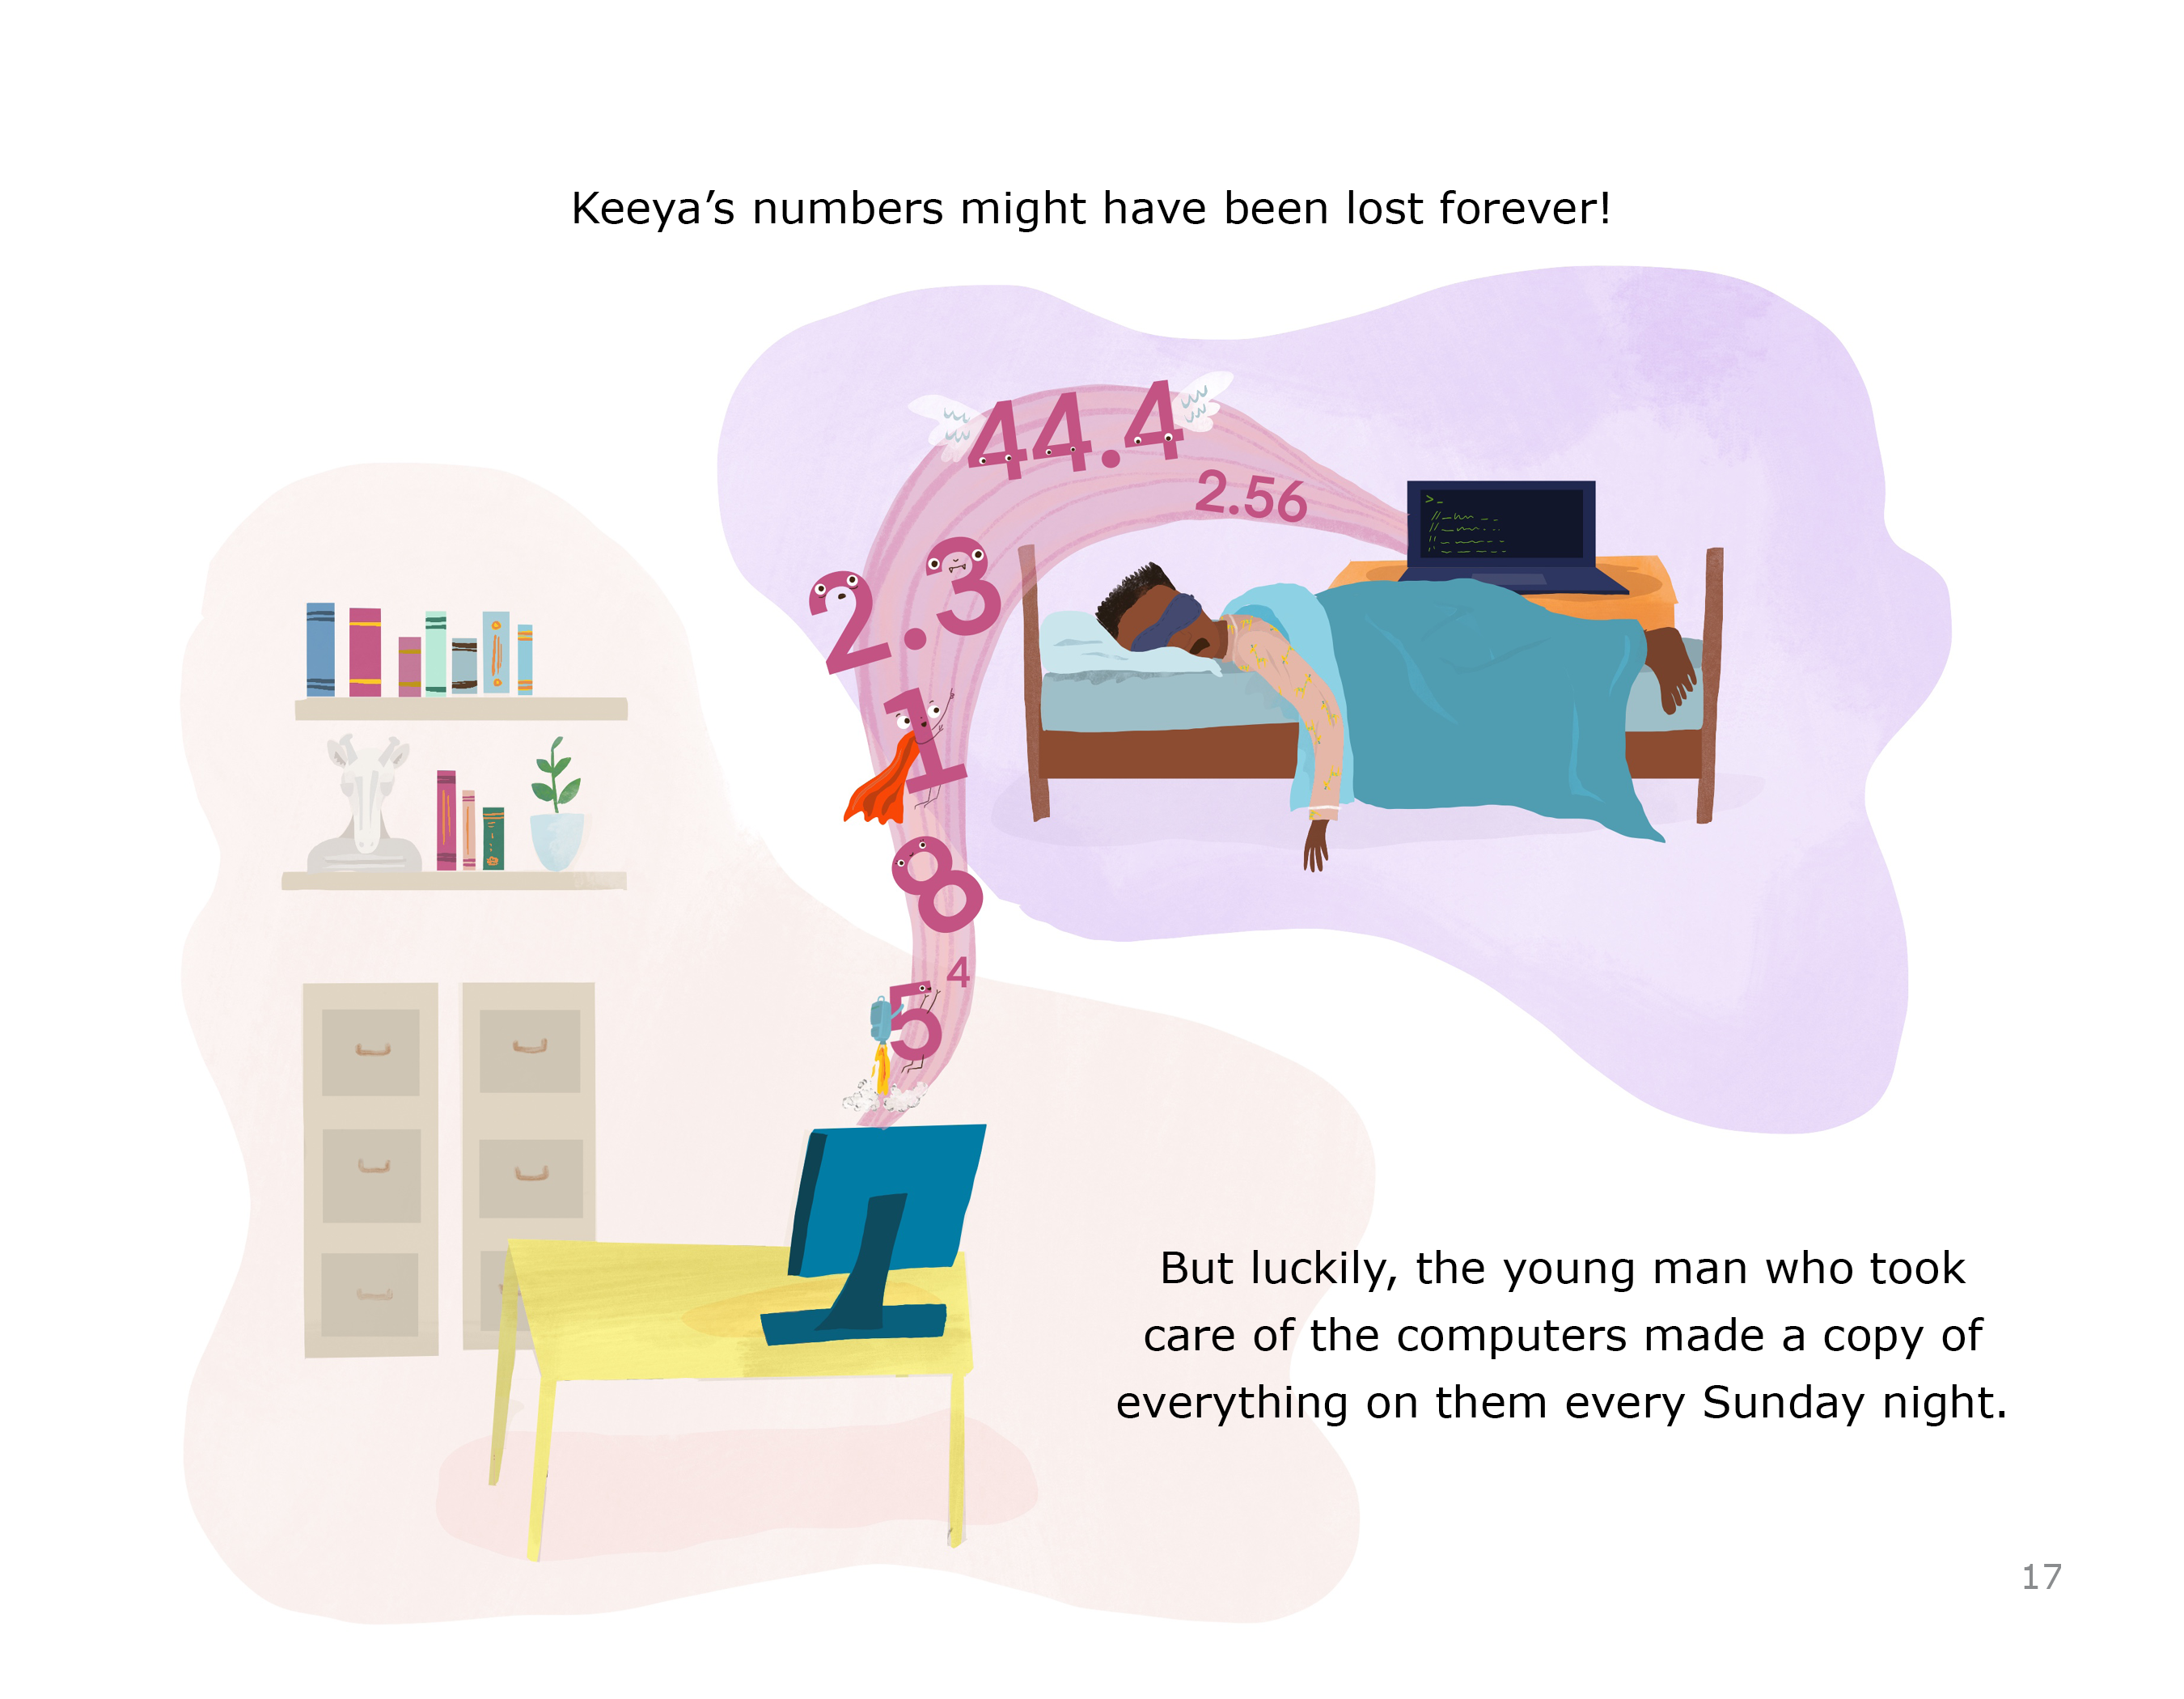 Keeya’s numbers might have been lost forever!
44.4
2.56
2.3
1
8
4
5
>_
But luckily, the young man who took
care of the computers made a copy of
everything on them every Sunday night.
17